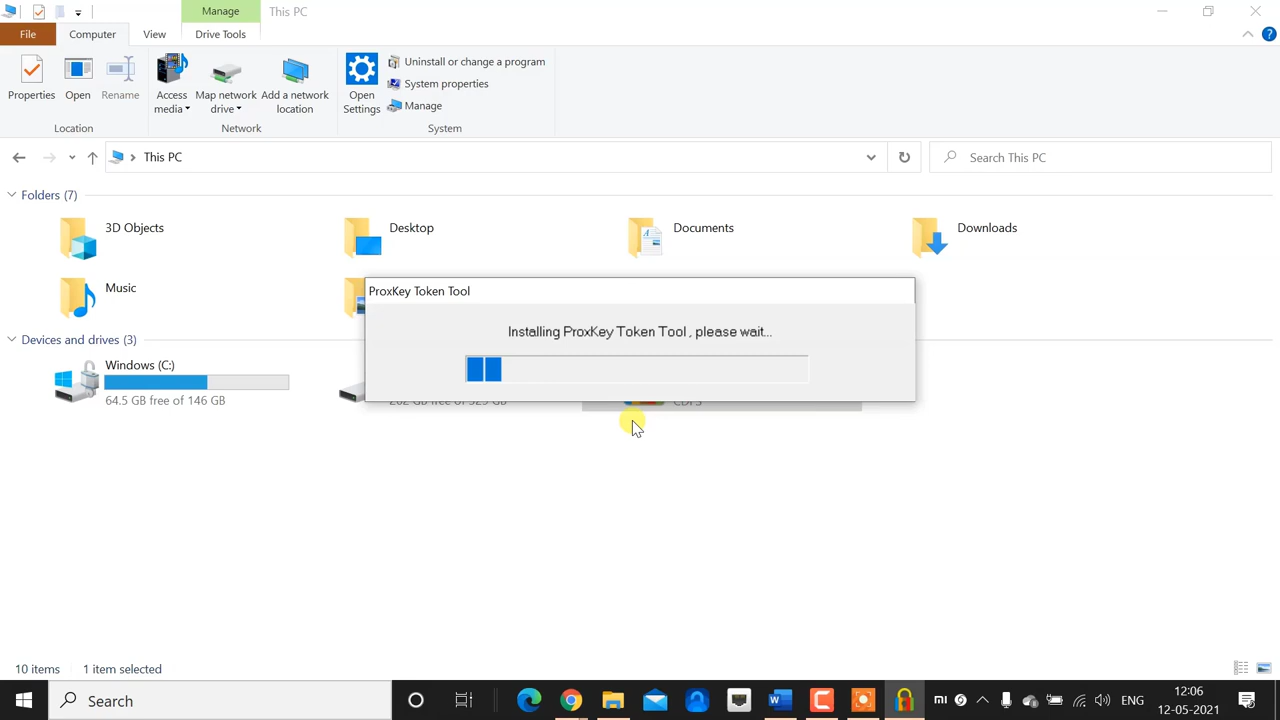 Manage
This PC
File
Computer
View
Drive Tools
?
Properties
Open
Rename
Access media
Map network drive
Add a network location
Open Settings
Uninstall or change a program
System properties
Manage
Location
Network
System
This PC
Search This PC
Folders (7)
3D Objects
Desktop
Documents
Downloads
Music
ProxKey Token Tool
Installing ProxKey Token Tool , please wait...
Devices and drives (3)
Windows (C:)
64.5 GB free of 146 GB
CDFS
10 items
1 item selected
Search
W
mi
ENG
12:06
12-05-2021